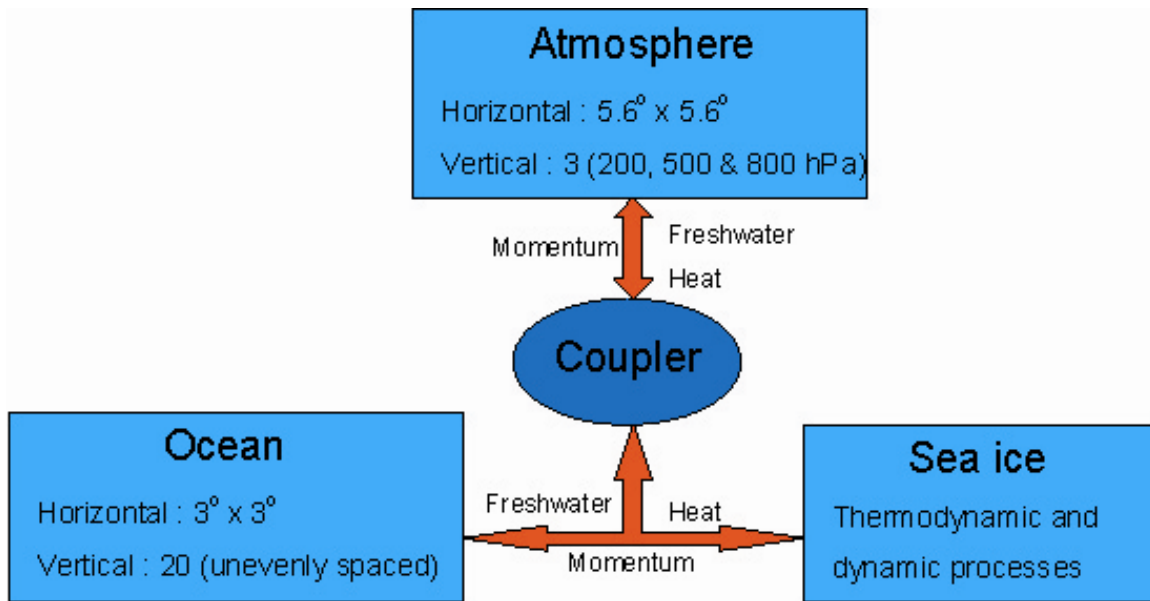 Atmosphere
Horizontal : 5.6° x 5.6°
Vertical : 3 (200, 500 & 800 hPa)
Momentum
Freshwater
Heat
Coupler
Ocean
Horizontal : 3° x 3°
Vertical : 20 (unevenly spaced)
Freshwater
Heat
Momentum
Sea ice
Thermodynamic and
dynamic processes